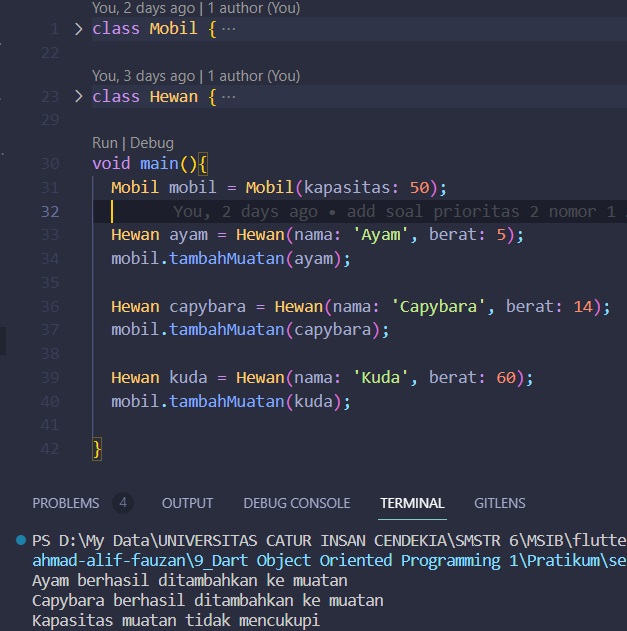 You, 2 days ago | 1 author (You)
1 > class Mobil { ...
22
You, 3 days ago | 1 author (You)
23 > class Hewan { ...
29
Run | Debug
30 void main(){
31 Mobil mobil = Mobil(kapasitas: 50);
32 You, 2 days ago • add soal prioritas 2 nomor 1
33 Hewan ayam = Hewan(nama: 'Ayam', berat: 5);
34 mobil.tambahMuatan(ayam);
35
36 Hewan capybara = Hewan(nama: 'Capybara', berat: 14);
37 mobil.tambahMuatan(capybara);
38
39 Hewan kuda = Hewan(nama: 'Kuda', berat: 60);
40 mobil.tambahMuatan(kuda);
41
42 }
PROBLEMS 4 OUTPUT DEBUG CONSOLE TERMINAL GITLENS
PS D:\My Data\UNIVERSITAS CATUR INSAN CENDEKIA\SMSTR 6\MSIB\flutte
ahmad-alif-fauzan\9_Dart Object Oriented Programming 1\Pratikum\se
Ayam berhasil ditambahkan ke muatan
Capybara berhasil ditambahkan ke muatan
Kapasitas muatan tidak mencukupi